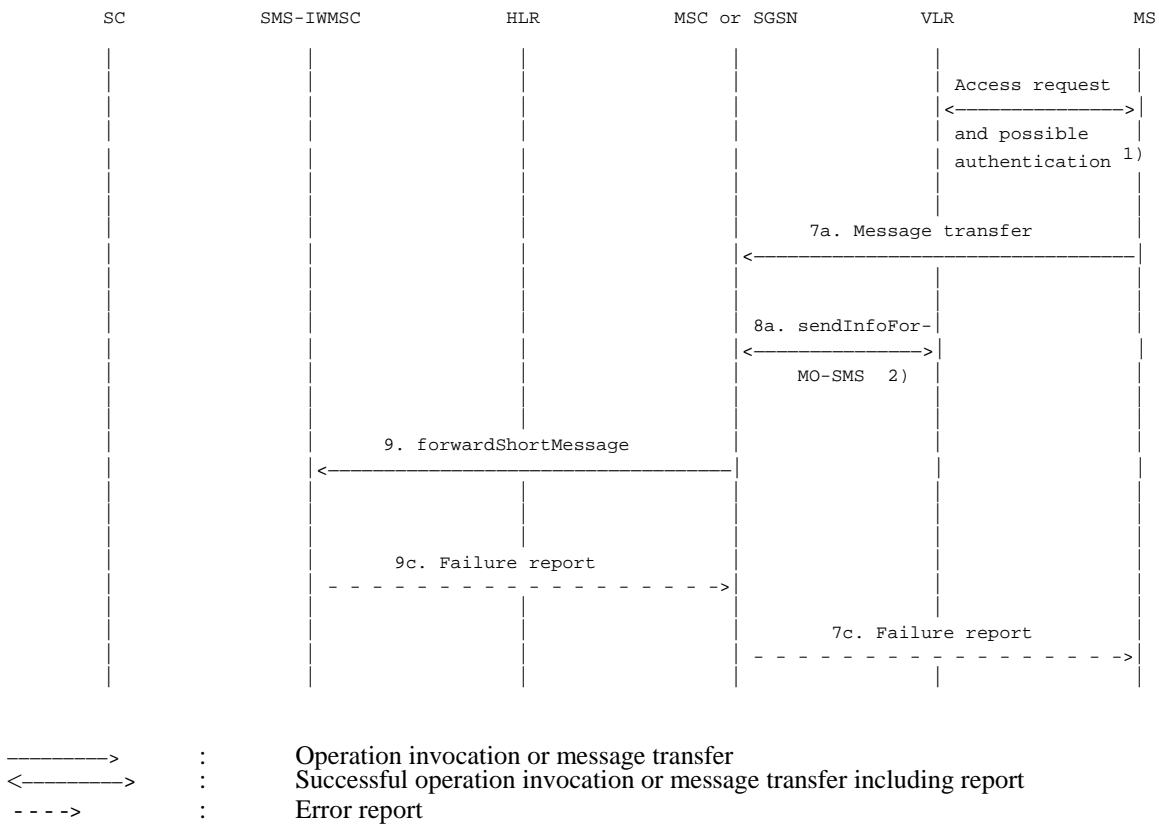 SC SMS-IWMSC HLR MSC or SGSN VLR MS
Access request
and possible
authentication 1)
7a. Message transfer
8a. sendInfoFor-
MO-SMS 2)
9. forwardShortMessage
9c. Failure report
7c. Failure report
: Operation invocation or message transfer
: Successful operation invocation or message transfer including report
: Error report